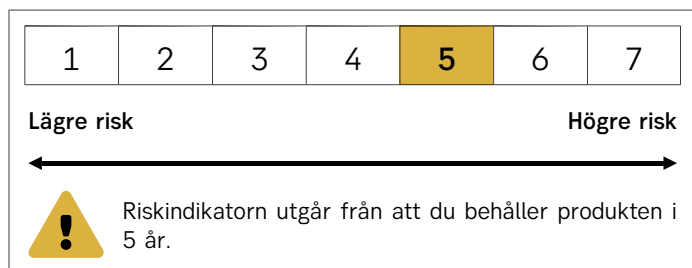 1 2 3 4 5 6 7
Lägre risk Högre risk
Riskindikatorn utgår från att du behåller produkten i
5 år.